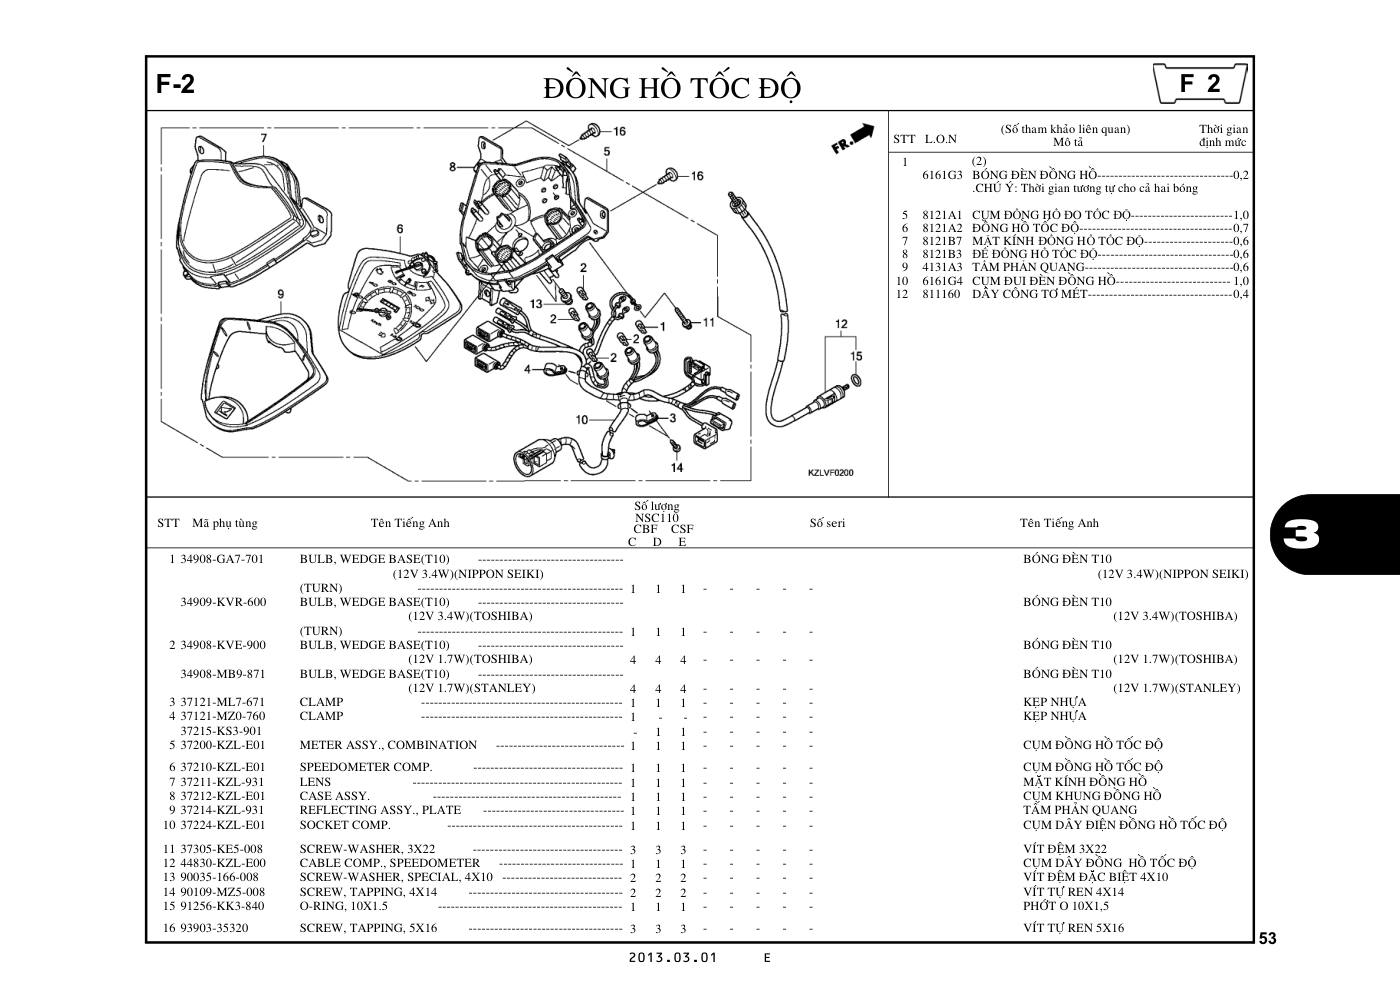 F-2
ĐỒNG HỒ TỐC ĐỘ
F 2
7
8
16
5
16
FR.
6
9
2
13
2
1
11
2
2
4
12
15
10
3
14
KZLVF0200
STT L.O.N (Số tham khảo liên quan) Mô tả Thời gian định mức
1 (2)
6161G3 BÓNG ĐÈN ĐỒNG HỒ--------------------------------0,2
.CHÚ Ý: Thời gian tương tự cho cả hai bóng
5 8121A1 CỤM ĐỒNG HỒ ĐO TỐC ĐỘ------------------------1,0
6 8121A2 ĐỒNG HỒ TỐC ĐỘ------------------------------------0,7
7 8121B7 MẶT KÍNH ĐỒNG HỒ TỐC ĐỘ---------------------0,6
8 8121B3 ĐẾ ĐỒNG HỒ TỐC ĐỘ--------------------------------0,6
9 4131A3 TẤM PHẢN QUANG-----------------------------------0,6
10 6161G4 CỤM ĐUI ĐÈN ĐỒNG HỒ--------------------------- 1,0
12 811160 DÂY CÔNG TƠ MÉT----------------------------------0,4
STT Mã phụ tùng Tên Tiếng Anh Số lượng Số seri Tên Tiếng Anh
NSC110
CBF CSF
C D E
1 34908-GA7-701 BULB, WEDGE BASE(T10) ----------------------------------- BÓNG ĐÈN T10
(12V 3.4W)(NIPPON SEIKI) (12V 3.4W)(NIPPON SEIKI)
(TURN) ------------------------------------------------- 1 1 1 - - - - -
34909-KVR-600 BULB, WEDGE BASE(T10) ----------------------------------- BÓNG ĐÈN T10
(12V 3.4W)(TOSHIBA) (12V 3.4W)(TOSHIBA)
(TURN) ------------------------------------------------- 1 1 1 - - - - -
2 34908-KVE-900 BULB, WEDGE BASE(T10) ----------------------------------- BÓNG ĐÈN T10
(12V 1.7W)(TOSHIBA) 4 4 4 - - - - - (12V 1.7W)(TOSHIBA)
34908-MB9-871 BULB, WEDGE BASE(T10) ----------------------------------- BÓNG ĐÈN T10
(12V 1.7W)(STANLEY) 4 4 4 - - - - - (12V 1.7W)(STANLEY)
3 37121-ML7-671 CLAMP ------------------------------------------------ 1 1 1 - - - - - KẸP NHỰA
4 37121-MZ0-760 CLAMP ------------------------------------------------ 1 - - - - - - - KẸP NHỰA
37215-KS3-901 - 1 1 - - - - -
5 37200-KZL-E01 METER ASSY., COMBINATION ------------------------------- 1 1 1 - - - - - CỤM ĐỒNG HỒ TỐC ĐỘ
6 37210-KZL-E01 SPEEDOMETER COMP. ------------------------------------ 1 1 1 - - - - - CỤM ĐỒNG HỒ TỐC ĐỘ
7 37211-KZL-931 LENS -------------------------------------------------- 1 1 1 - - - - - MẶT KÍNH ĐỒNG HỒ
8 37212-KZL-E01 CASE ASSY. --------------------------------------------- 1 1 1 - - - - - CỤM KHUNG ĐỒNG HỒ
9 37214-KZL-931 REFLECTING ASSY., PLATE ---------------------------------- 1 1 1 - - - - - TẤM PHẢN QUANG
10 37224-KZL-E01 SOCKET COMP. ------------------------------------------ 1 1 1 - - - - - CỤM DÂY ĐIỆN ĐỒNG HỒ TỐC ĐỘ
11 37305-KE5-008 SCREW-WASHER, 3X22 ------------------------------------------- 3 3 3 - - - - - VÍT ĐỆM 3X22
12 44830-KZL-E00 CABLE COMP., SPEEDOMETER ------------------------------ 1 1 1 - - - - - CỤM DÂY ĐỒNG HỒ TỐC ĐỘ
13 90035-166-008 SCREW-WASHER, SPECIAL, 4X10 ----------------------------- 2 2 2 - - - - - VÍT ĐỆM ĐẶC BIỆT 4X10
14 90109-MZ5-008 SCREW, TAPPING, 4X14 ------------------------------------- 2 2 2 - - - - - VÍT TỰ REN 4X14
15 91256-KK3-840 O-RING, 10X1.5 -------------------------------------------- 1 1 1 - - - - - PHỚT O 10X1,5
16 93903-35320 SCREW, TAPPING, 5X16 ------------------------------------- 3 3 3 - - - - - VÍT TỰ REN 5X16
3
53
2013.03.01 E